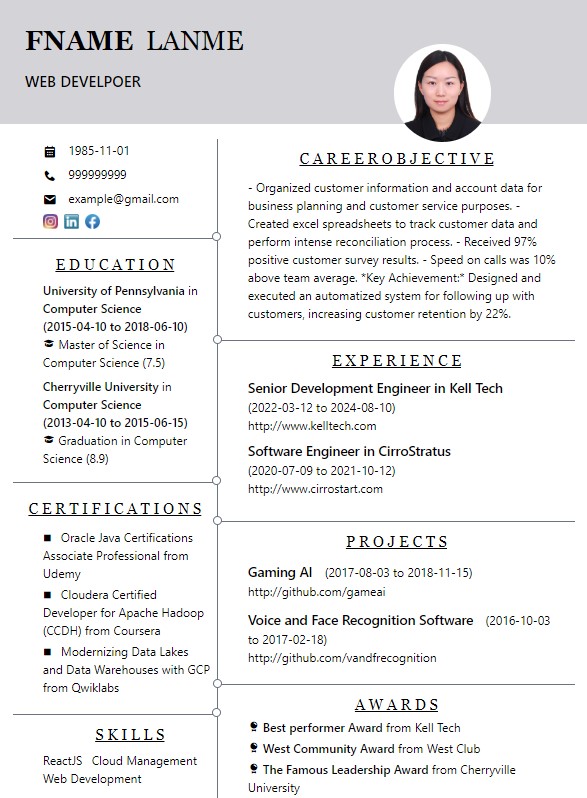 FNAME LANME
WEB DEVELPOER
1985-11-01
999999999
example@gmail.com
EDUCATION
University of Pennsylvania in
Computer Science
(2015-04-10 to 2018-06-10)
Master of Science in
Computer Science (7.5)
Cherryville University in
Computer Science
(2013-04-10 to 2015-06-15)
Graduation in Computer
Science (8.9)
CERTIFICATIONS
Oracle Java Certifications
Associate Professional from
Udemy
Cloudera Certified
Developer for Apache Hadoop
(CCDH) from Coursera
Modernizing Data Lakes
and Data Warehouses with GCP
from Qwiklabs
SKILLS
ReactJS Cloud Management
Web Development
CAREEROBJECTIVE
- Organized customer information and account data for
business planning and customer service purposes. -
Created excel spreadsheets to track customer data and
perform intense reconciliation process. - Received 97%
positive customer survey results. - Speed on calls was 10%
above team average. *Key Achievement:* Designed and
executed an automatized system for following up with
customers, increasing customer retention by 22%.
EXPERIENCE
Senior Development Engineer in Kell Tech
(2022-03-12 to 2024-08-10)
http://www.kelltech.com
Software Engineer in CirroStratus
(2020-07-09 to 2021-10-12)
http://www.cirrostart.com
PROJECTS
Gaming AI (2017-08-03 to 2018-11-15)
http://github.com/gameai
Voice and Face Recognition Software (2016-10-03
to 2017-02-18)
http://github.com/vandfrecognition
AWARDS
Best performer Award from Kell Tech
West Community Award from West Club
The Famous Leadership Award from Cherryville
University